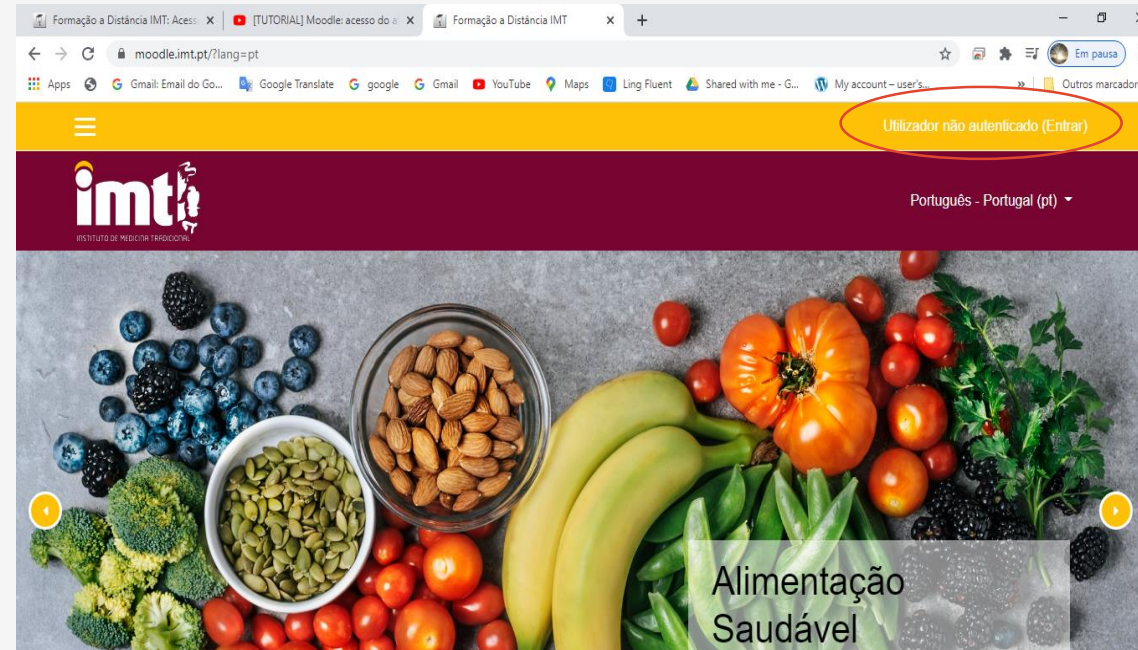 Formação a Distância IMT: Acess
[TUTORIAL] Moodle: acesso do a
Formação a Distância IMT
moodle.imt.pt/?lang=pt
Em pausa
Apps
Gmail: Email do Go...
Google Translate
google
Gmail
YouTube
Maps
Ling Fluent
Shared with me - G...
My account – user's...
»
Outros marcador
Utilizador não autenticado (Entrar)
imt
INSTITUTO DE MEDICINA TRADICIONAL
Português - Portugal (pt)
Alimentação
Saudável